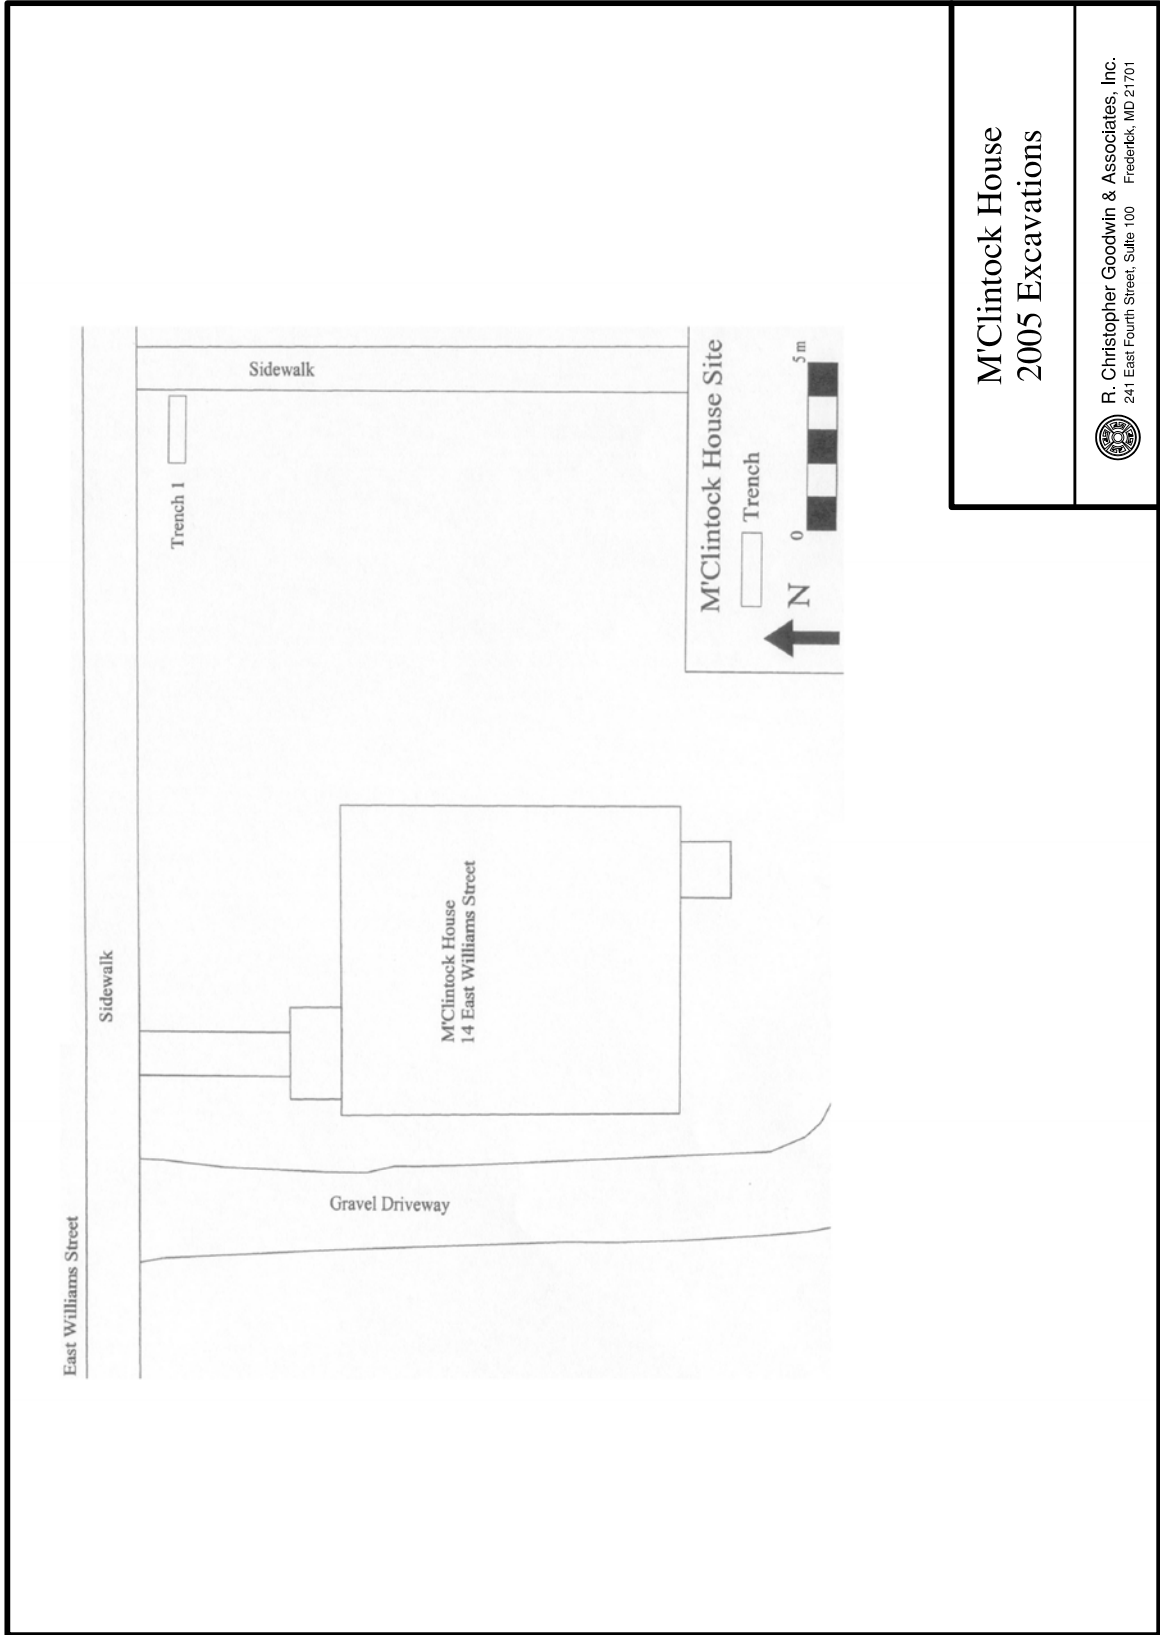 East Williams Street
Sidewalk
Sidewalk
Trench 1
M'Clintock House
14 East Williams Street
Gravel Driveway
M'Clintock House Site
Trench
N
0
5 m
M'Clintock House
2005 Excavations
R. Christopher Goodwin & Associates, Inc.
241 East Fourth Street, Suite 100 Frederick, MD 21701